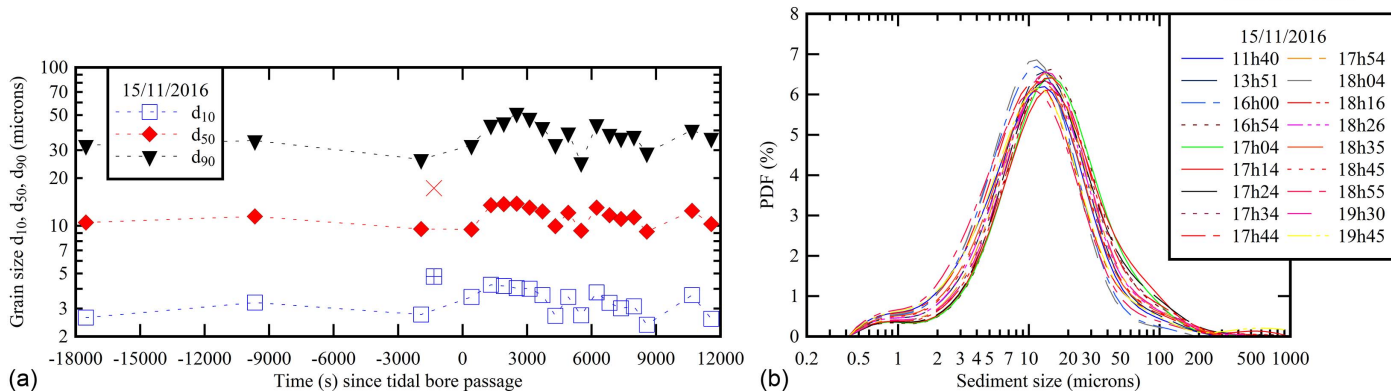 Grain size d10, d50, d90 (microns)
100
70
50
30
20
10
7
5
3
2
15/11/2016
d10
d50
d90
-18000 -15000 -12000 -9000 -6000 -3000 0 3000 6000 9000 12000
(a) Time (s) since tidal bore passage
PDF (%)
8
7
6
5
4
3
2
1
0
15/11/2016
11h40 17h54
13h51 18h04
16h00 18h16
16h54 18h26
17h04 18h35
17h14 18h45
17h24 18h55
17h34 19h30
17h44 19h45
0.2 0.5 1 2 3 4 5 7 10 20 30 50 100 200 500 1000
(b) Sediment size (microns)